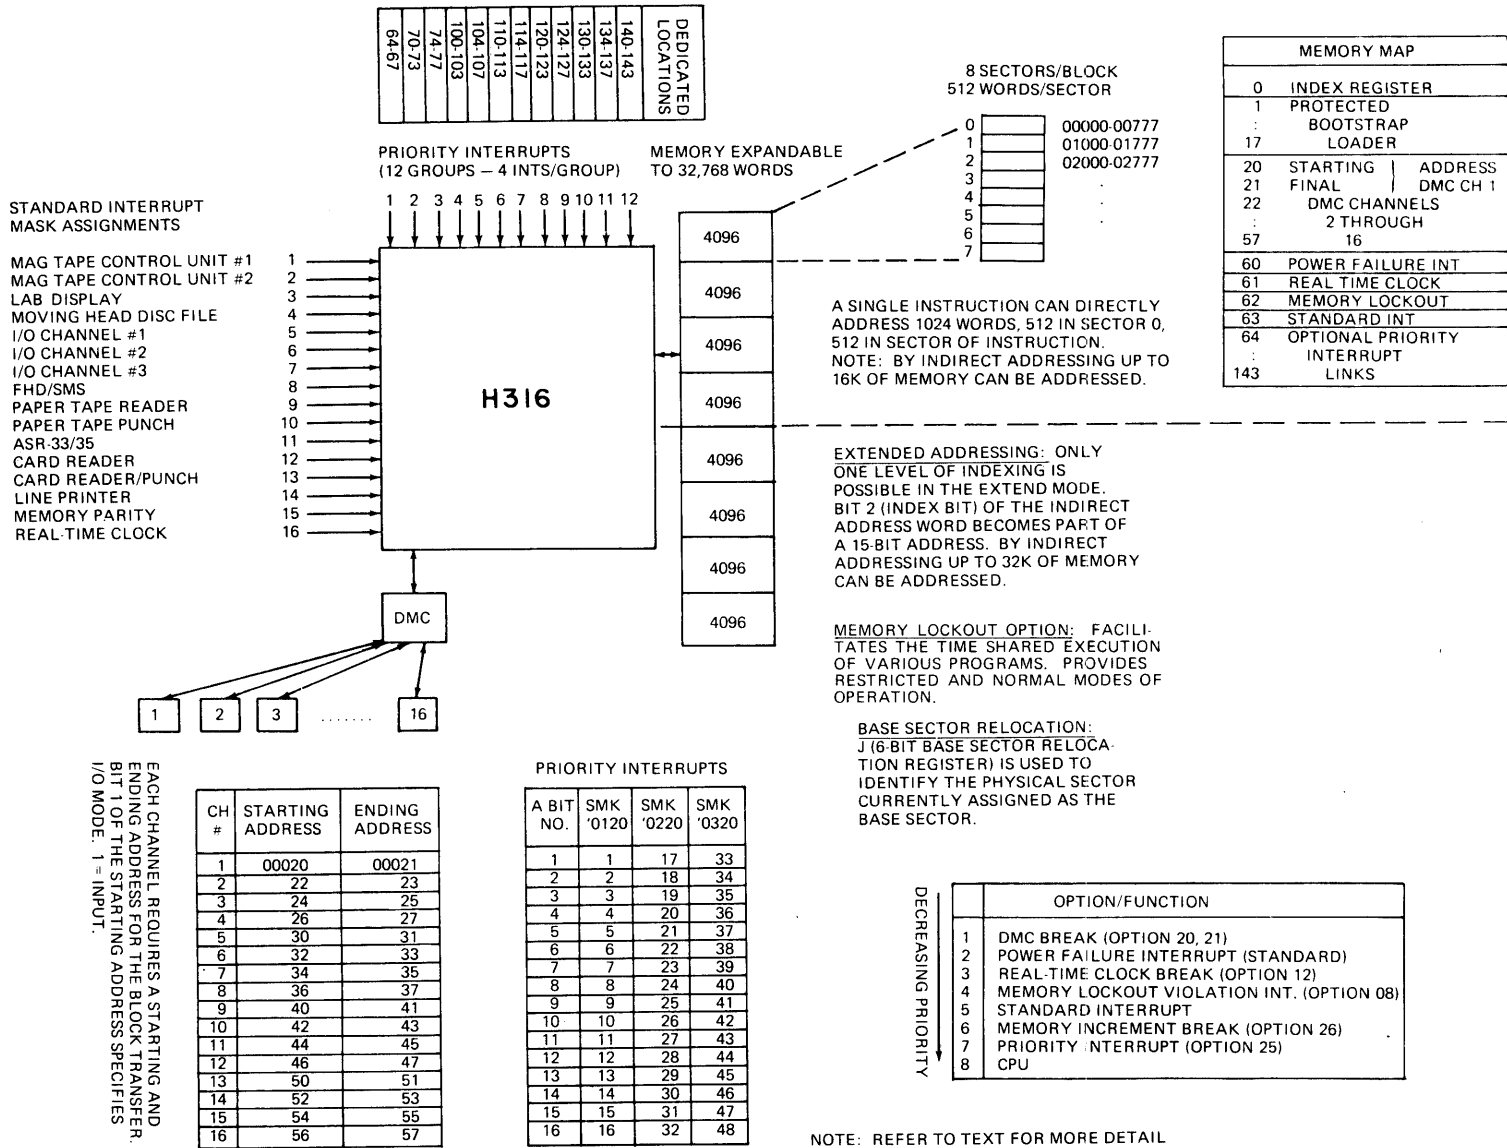 DEDICATED
LOCATIONS
64-67
70-73
74-77
100-103
104-107
110-113
114-117
120-123
124-127
130-133
134-137
140-143
PRIORITY INTERRUPTS
(12 GROUPS — 4 INTS/GROUP)
1 2 3 4 5 6 7 8 9 10 11 12
MEMORY EXPANDABLE
TO 32,768 WORDS
8 SECTORS/BLOCK
512 WORDS/SECTOR
0 00000-00777
1 01000-01777
2 02000-02777
3 .
4 .
5 .
6
7
MEMORY MAP
0 INDEX REGISTER
1 PROTECTED
: BOOTSTRAP
17 LOADER
20 STARTING | ADDRESS
21 FINAL | DMC CH 1
22 DMC CHANNELS
: 2 THROUGH
57 16
60 POWER FAILURE INT
61 REAL TIME CLOCK
62 MEMORY LOCKOUT
63 STANDARD INT
64 OPTIONAL PRIORITY
: INTERRUPT
143 LINKS
STANDARD INTERRUPT
MASK ASSIGNMENTS
MAG TAPE CONTROL UNIT #1 1
MAG TAPE CONTROL UNIT #2 2
LAB DISPLAY 3
MOVING HEAD DISC FILE 4
I/O CHANNEL #1 5
I/O CHANNEL #2 6
I/O CHANNEL #3 7
FHD/SMS 8
PAPER TAPE READER 9
PAPER TAPE PUNCH 10
ASR-33/35 11
CARD READER 12
CARD READER/PUNCH 13
LINE PRINTER 14
MEMORY PARITY 15
REAL-TIME CLOCK 16
H316
4096
4096
4096
4096
4096
4096
4096
4096
A SINGLE INSTRUCTION CAN DIRECTLY
ADDRESS 1024 WORDS, 512 IN SECTOR 0,
512 IN SECTOR OF INSTRUCTION.
NOTE: BY INDIRECT ADDRESSING UP TO
16K OF MEMORY CAN BE ADDRESSED.
EXTENDED ADDRESSING: ONLY
ONE LEVEL OF INDEXING IS
POSSIBLE IN THE EXTEND MODE.
BIT 2 (INDEX BIT) OF THE INDIRECT
ADDRESS WORD BECOMES PART OF
A 15-BIT ADDRESS. BY INDIRECT
ADDRESSING UP TO 32K OF MEMORY
CAN BE ADDRESSED.
MEMORY LOCKOUT OPTION: FACILI-
TATES THE TIME SHARED EXECUTION
OF VARIOUS PROGRAMS. PROVIDES
RESTRICTED AND NORMAL MODES OF
OPERATION.
BASE SECTOR RELOCATION:
J (6-BIT BASE SECTOR RELOCA-
TION REGISTER) IS USED TO
IDENTIFY THE PHYSICAL SECTOR
CURRENTLY ASSIGNED AS THE
BASE SECTOR.
DMC
1 2 3 ....... 16
EACH CHANNEL REQUIRES A STARTING AND
ENDING ADDRESS FOR THE BLOCK TRANSFER.
BIT 1 OF THE STARTING ADDRESS SPECIFIES
I/O MODE. 1 = INPUT.
CH # STARTING ADDRESS ENDING ADDRESS
1 00020 00021
2 22 23
3 24 25
4 26 27
5 30 31
6 32 33
7 34 35
8 36 37
9 40 41
10 42 43
11 44 45
12 46 47
13 50 51
14 52 53
15 54 55
16 56 57
PRIORITY INTERRUPTS
A BIT NO. SMK '0120 SMK '0220 SMK '0320
1 1 17 33
2 2 18 34
3 3 19 35
4 4 20 36
5 5 21 37
6 6 22 38
7 7 23 39
8 8 24 40
9 9 25 41
10 10 26 42
11 11 27 43
12 12 28 44
13 13 29 45
14 14 30 46
15 15 31 47
16 16 32 48
DECREASING PRIORITY
OPTION/FUNCTION
1 DMC BREAK (OPTION 20, 21)
2 POWER FAILURE INTERRUPT (STANDARD)
3 REAL-TIME CLOCK BREAK (OPTION 12)
4 MEMORY LOCKOUT VIOLATION INT. (OPTION 08)
5 STANDARD INTERRUPT
6 MEMORY INCREMENT BREAK (OPTION 26)
7 PRIORITY INTERRUPT (OPTION 25)
8 CPU
NOTE: REFER TO TEXT FOR MORE DETAIL